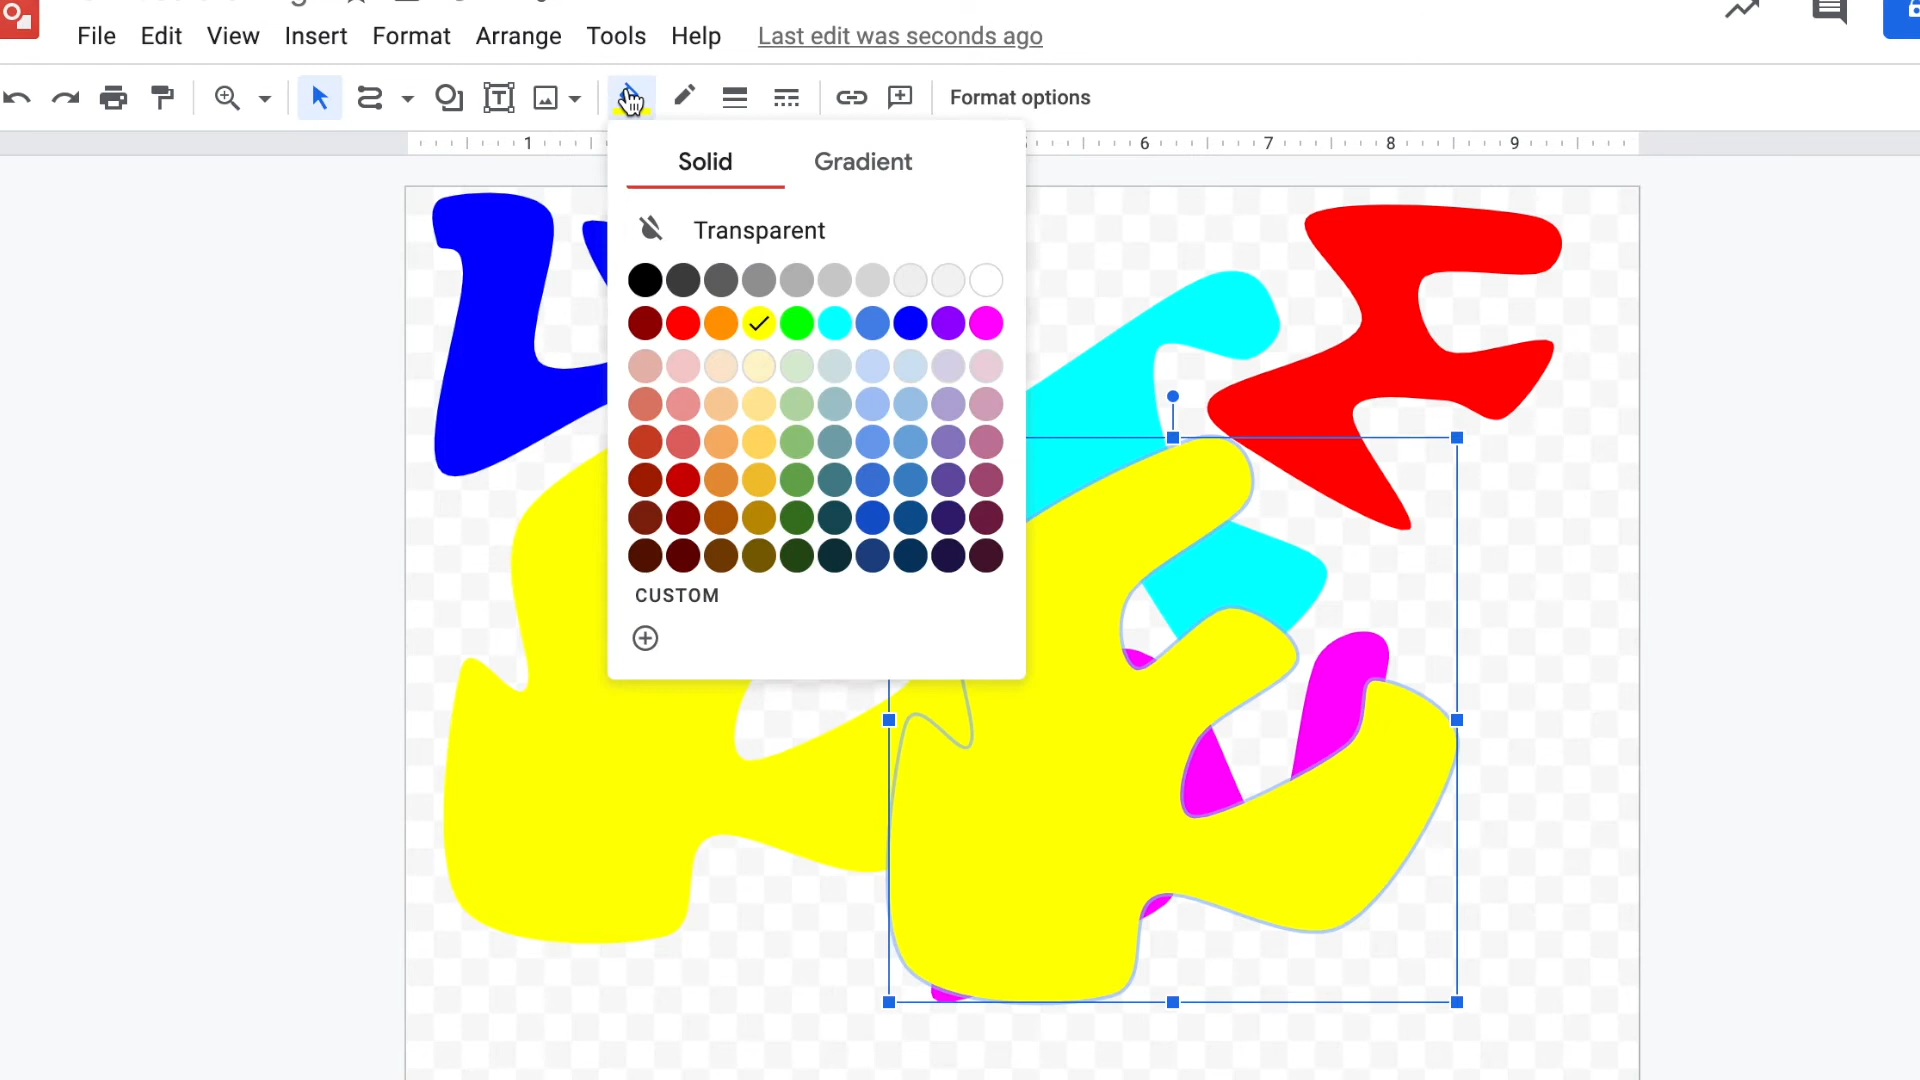 File Edit View Insert Format Arrange Tools Help Last edit was seconds ago
Format options
1 6 7 8 9
Solid Gradient
Transparent
CUSTOM